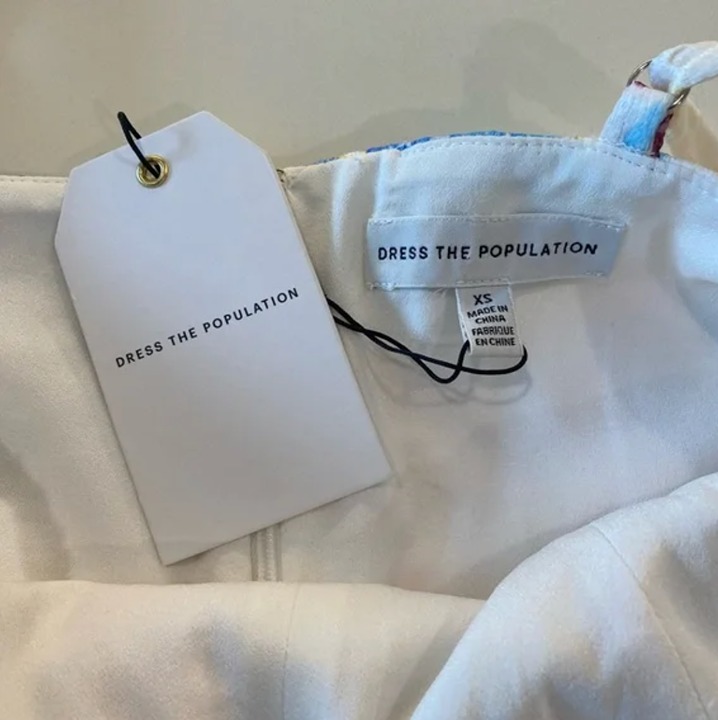 DRESS THE POPULATION
XS
MADE IN
CHINA
FABRIQUE
EN CHINE
DRESS THE POPULATION